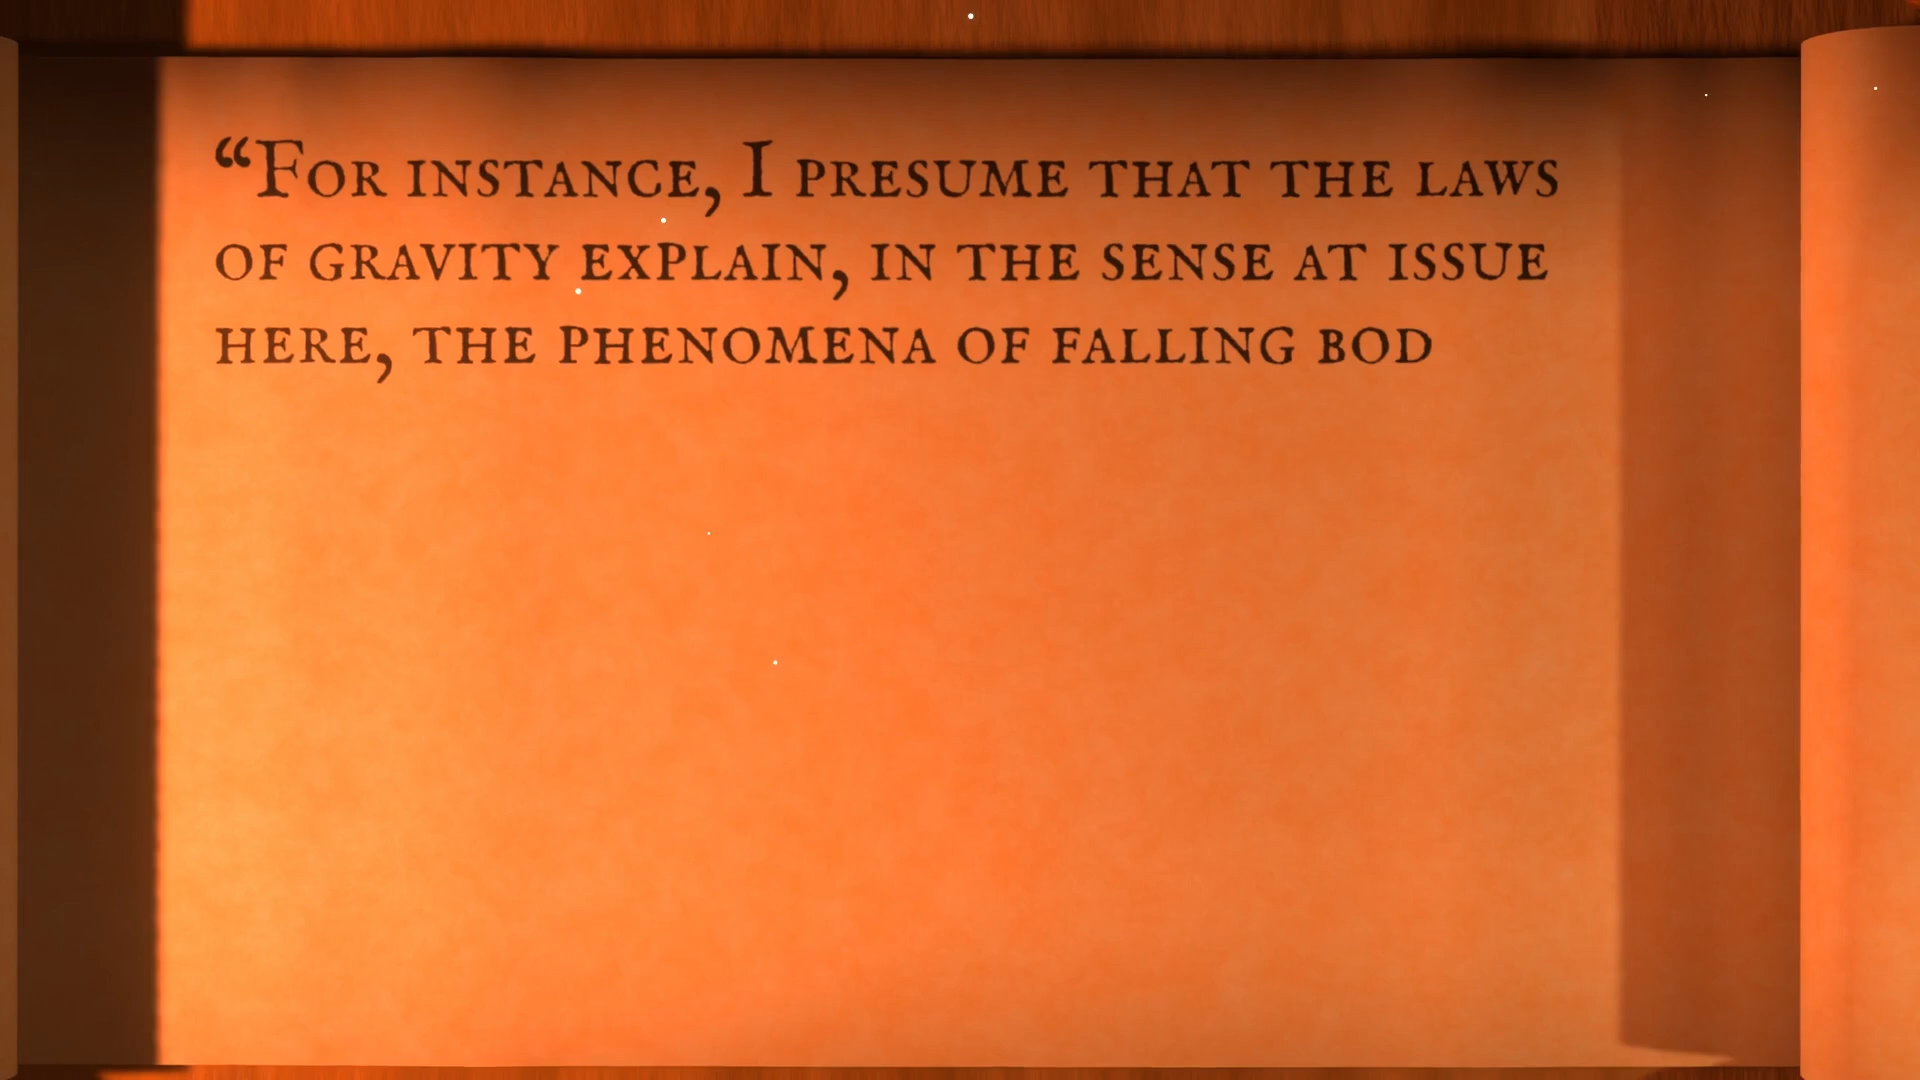 “For instance, I presume that the laws
of gravity explain, in the sense at issue
here, the phenomena of falling bod